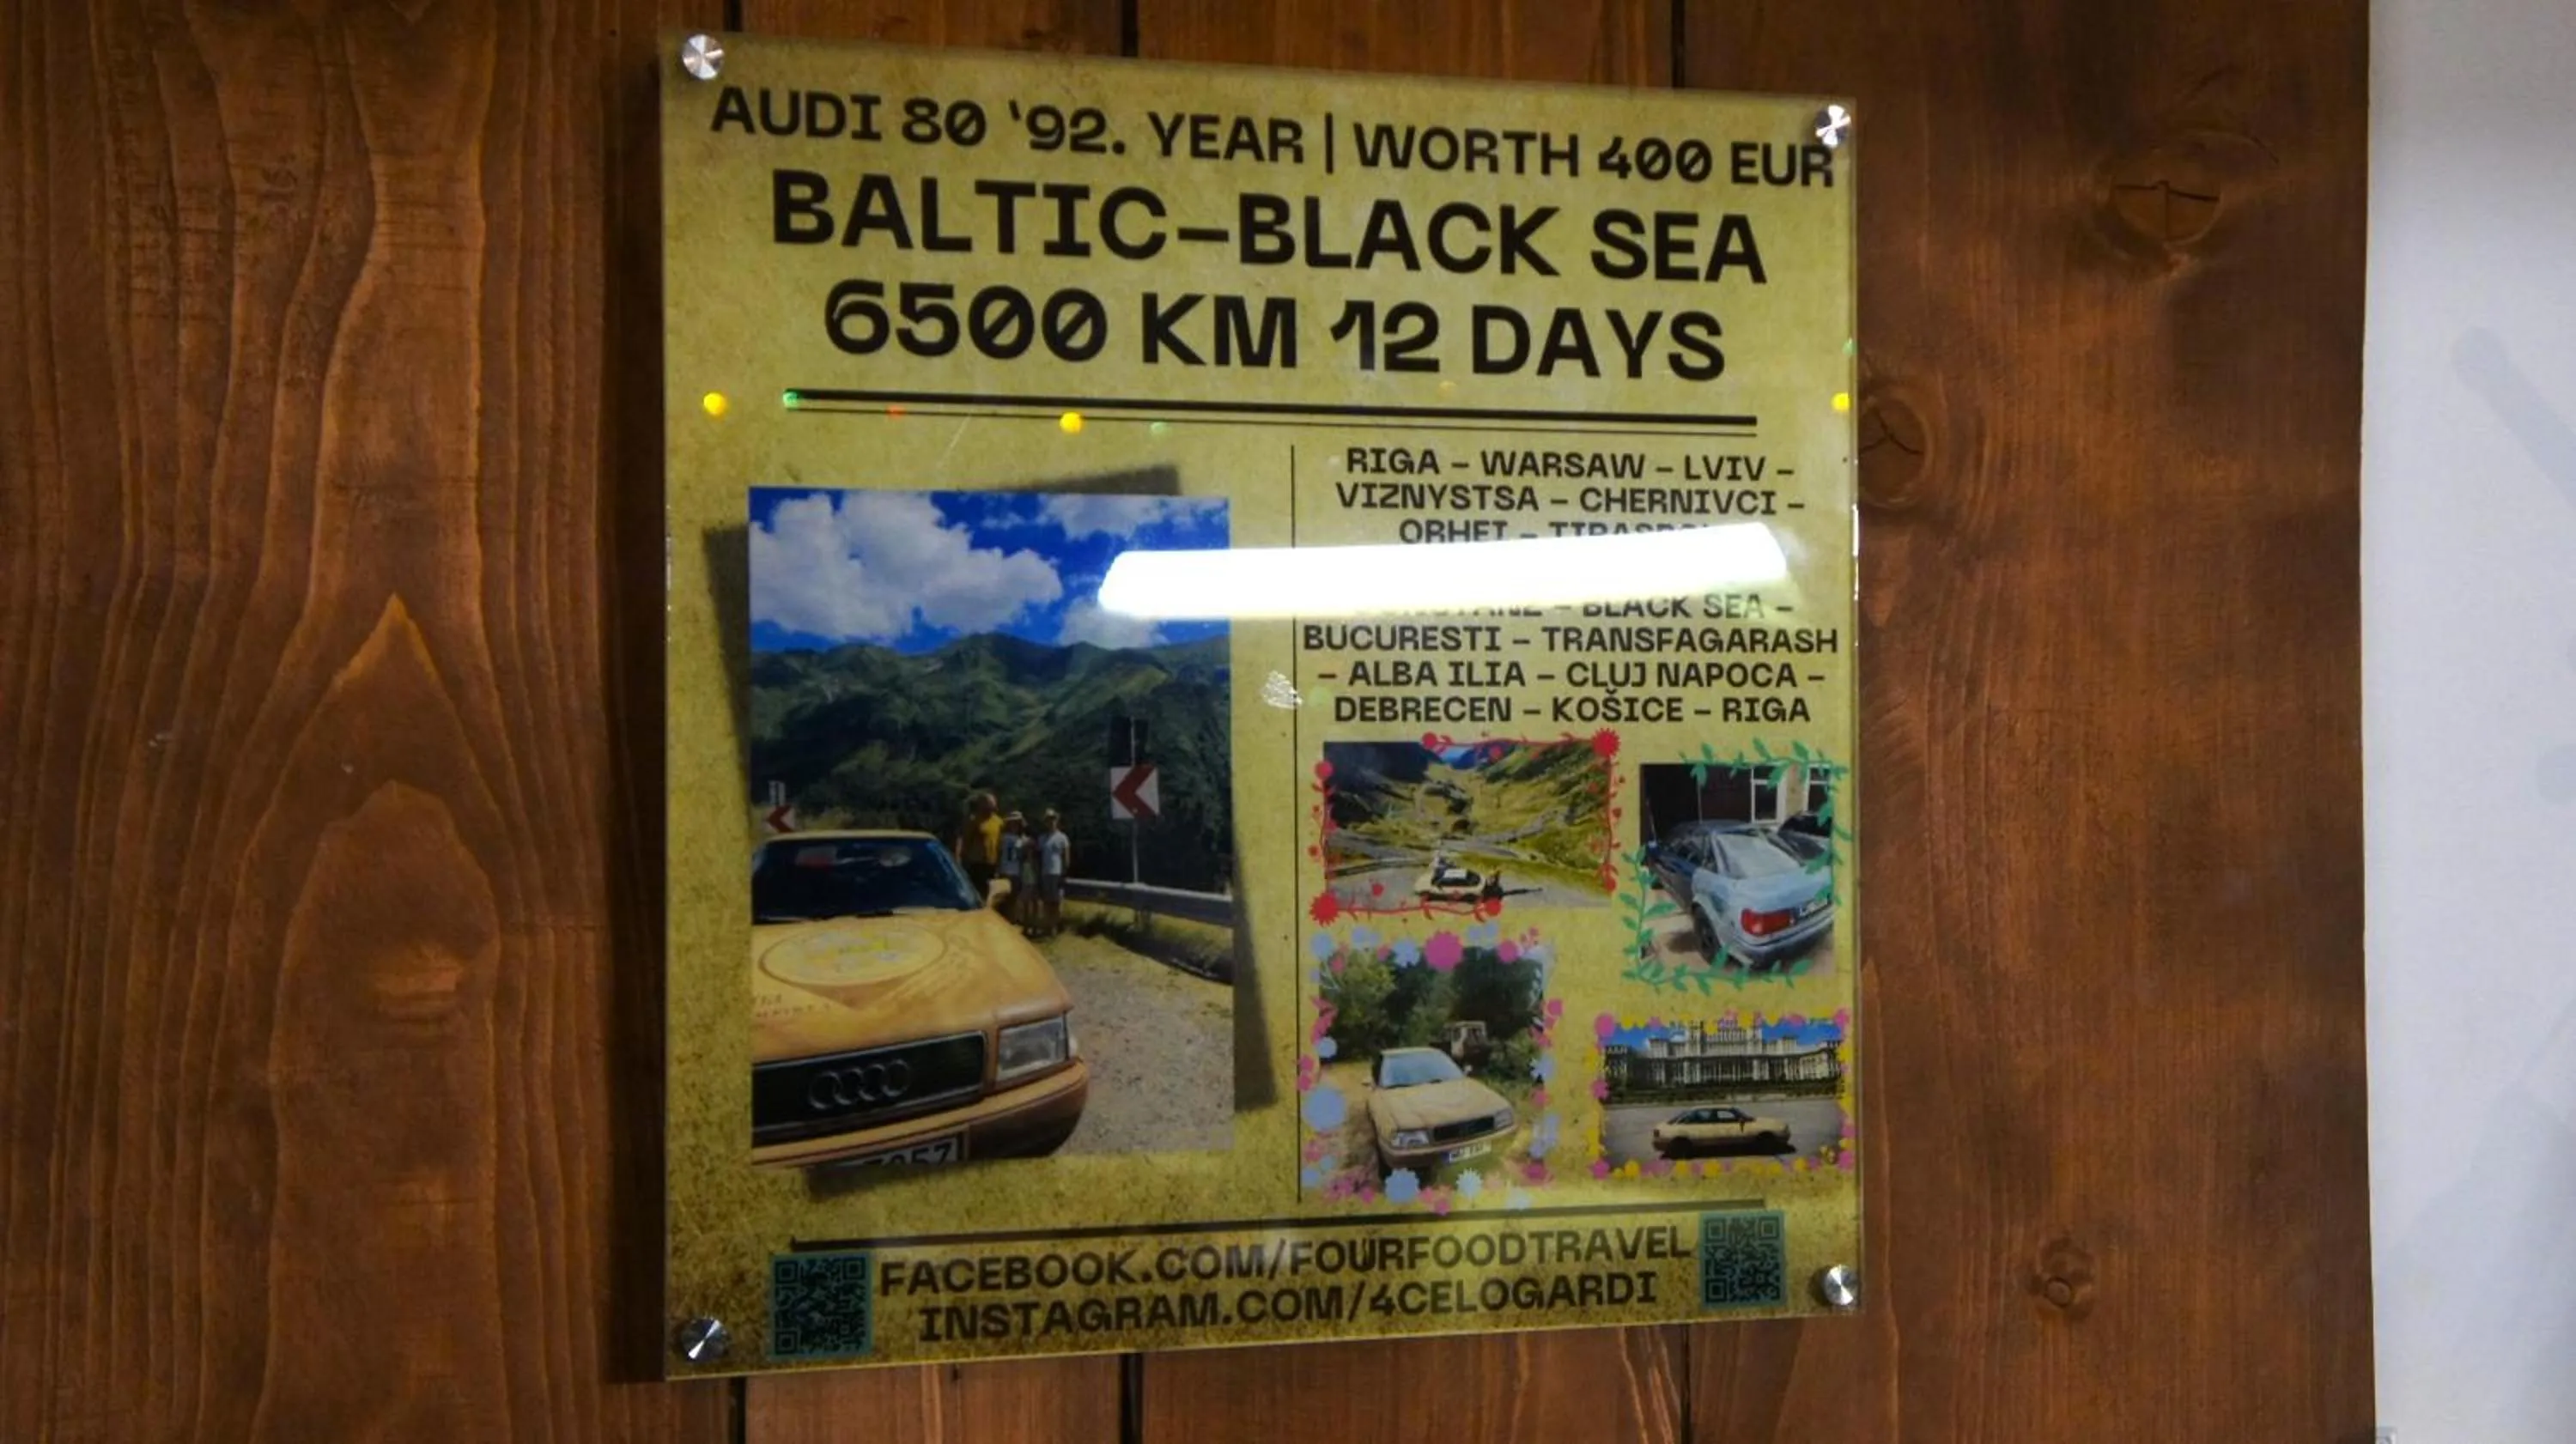 AUDI 80 '92. YEAR | WORTH 400 EUR
BALTIC–BLACK SEA
6500 KM 12 DAYS
RIGA – WARSAW – LVIV –
VIZNYSTSA – CHERNIVCI –
ORHEI –
– BLACK SEA –
BUCURESTI – TRANSFAGARASH
– ALBA ILIA – CLUJ NAPOCA –
DEBRECEN – KOŠICE – RIGA
FACEBOOK.COM/FOURFOODTRAVEL
INSTAGRAM.COM/4CELOGARDI